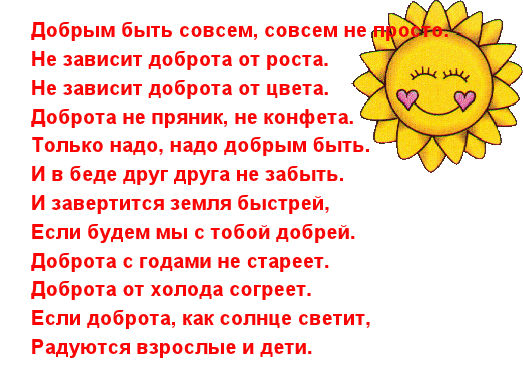 Добрым быть совсем, совсем не просто.
Не зависит доброта от роста.
Не зависит доброта от цвета.
Доброта не пряник, не конфета.
Только надо, надо добрым быть.
И в беде друг друга не забыть.
И завертится земля быстрей,
Если будем мы с тобой добрей.
Доброта с годами не стареет.
Доброта от холода согреет.
Если доброта, как солнце светит,
Радуются взрослые и дети.